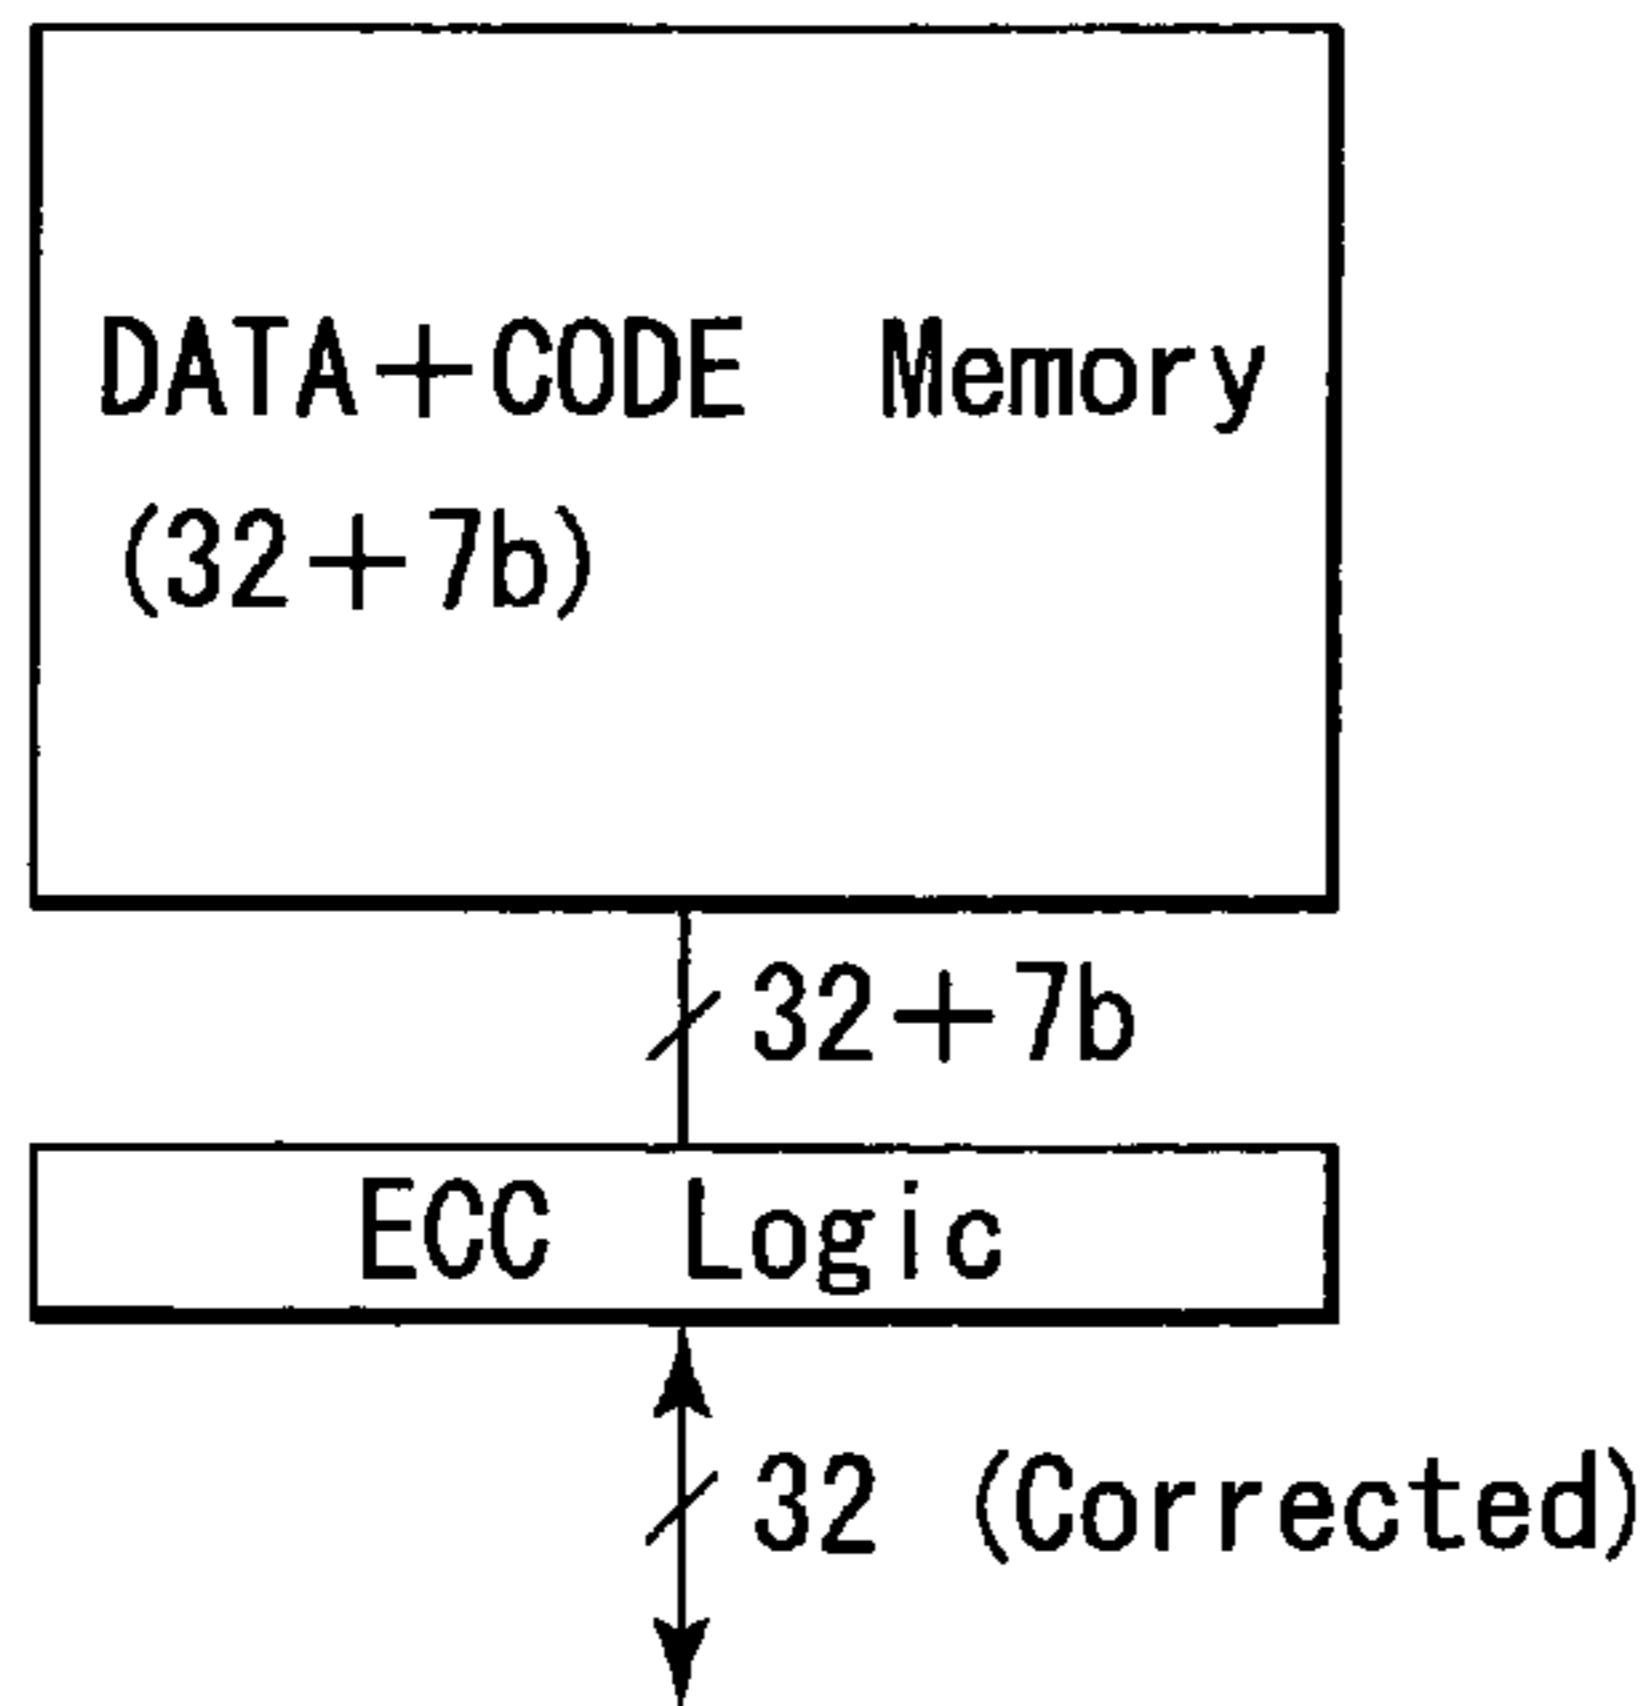 DATA+CODE Memory
(32+7b)
32+7b
ECC Logic
32 (Corrected)